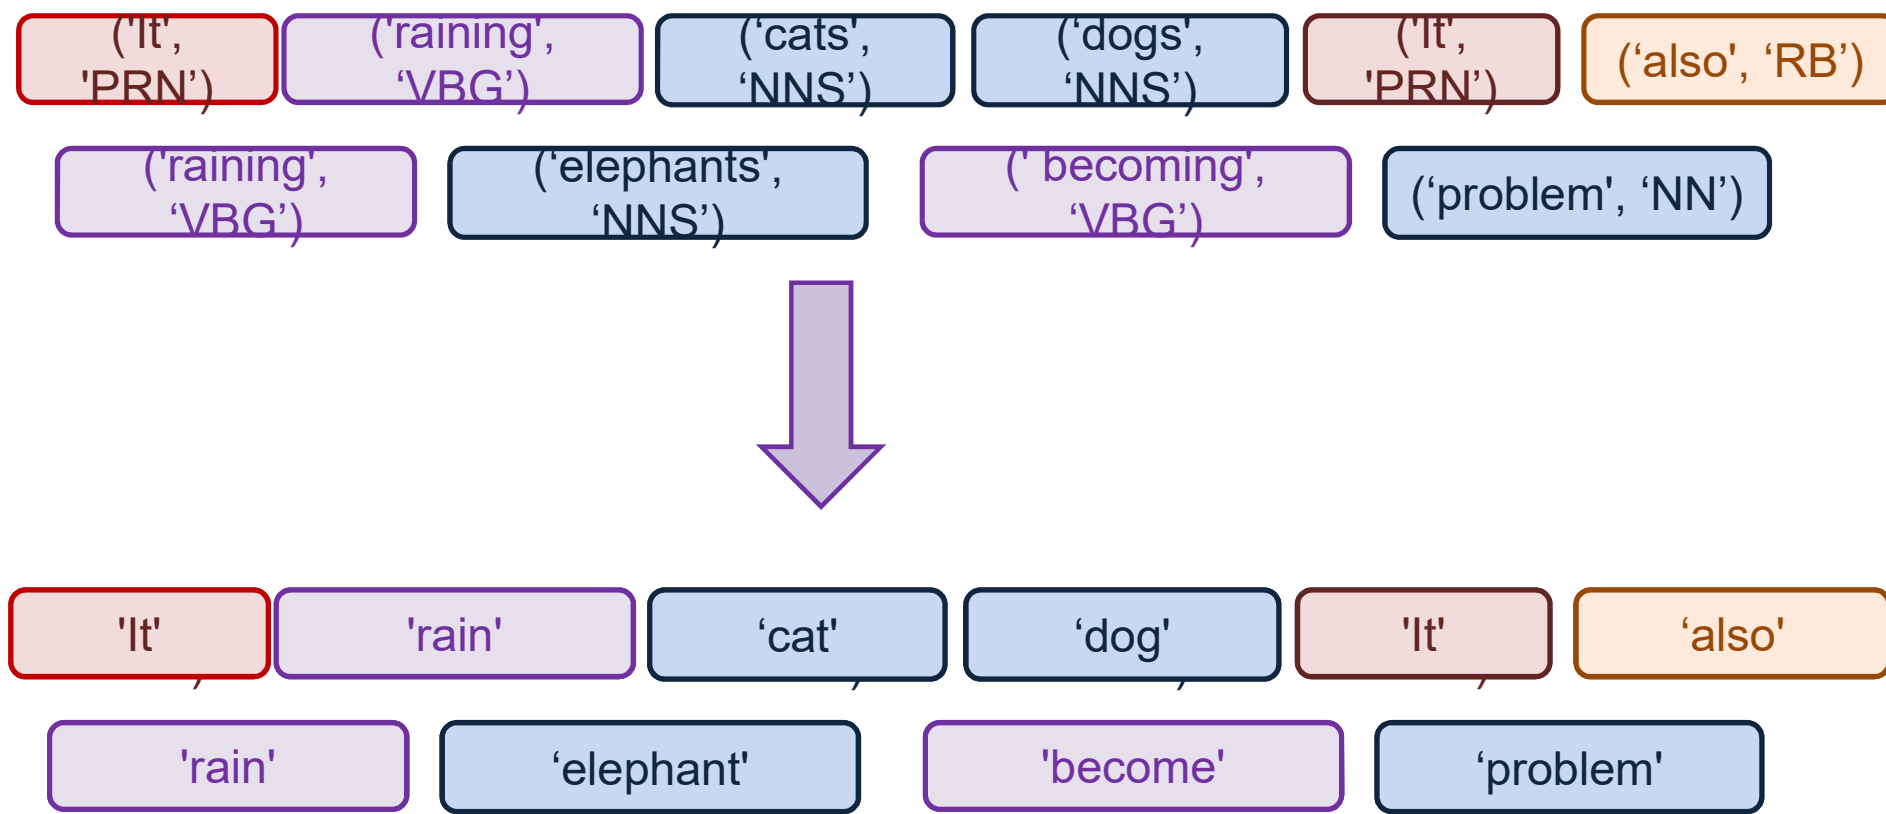 ('It', 'PRN’) ('raining', ‘VBG’) (‘cats', ‘NNS’) (‘dogs', ‘NNS’) ('It', 'PRN’) (‘also', ‘RB’)
('raining', ‘VBG’) (‘elephants', ‘NNS’) (' becoming', ‘VBG’) (‘problem', ‘NN’)
'It' 'rain' ‘cat' ‘dog' 'It' ‘also'
'rain' ‘elephant' 'become' ‘problem'